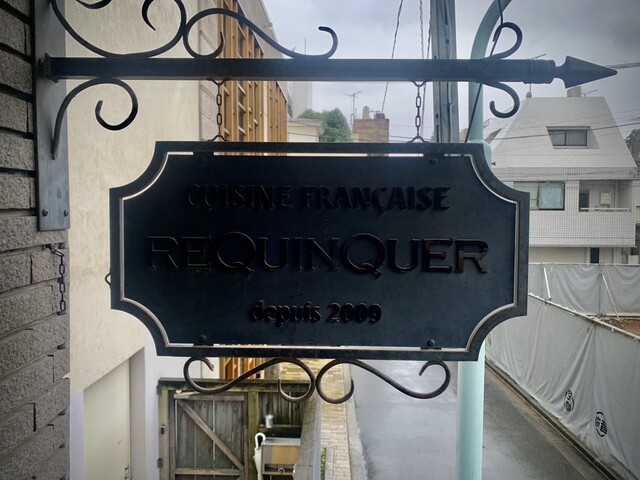 CUISINE FRANÇAISE
REQUINQUER
depuis 2009